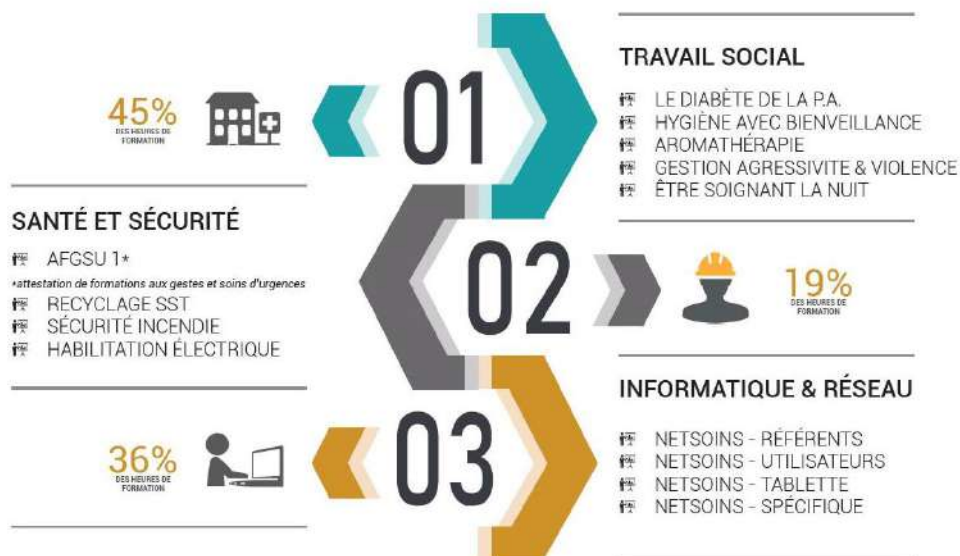 01
45%
DES HEURES DE
FORMATION
TRAVAIL SOCIAL
LE DIABÈTE DE LA P.A.
HYGIÈNE AVEC BIENVEILLANCE
AROMATHÉRAPIE
GESTION AGRESSIVITE & VIOLENCE
ÊTRE SOIGNANT LA NUIT
SANTÉ ET SÉCURITÉ
AFGSU 1*
*attestation de formations aux gestes et soins d'urgences
RECYCLAGE SST
SÉCURITÉ INCENDIE
HABILITATION ÉLECTRIQUE
02
19%
DES HEURES DE
FORMATION
03
36%
DES HEURES DE
FORMATION
INFORMATIQUE & RÉSEAU
NETSOINS - RÉFÉRENTS
NETSOINS - UTILISATEURS
NETSOINS - TABLETTE
NETSOINS - SPÉCIFIQUE